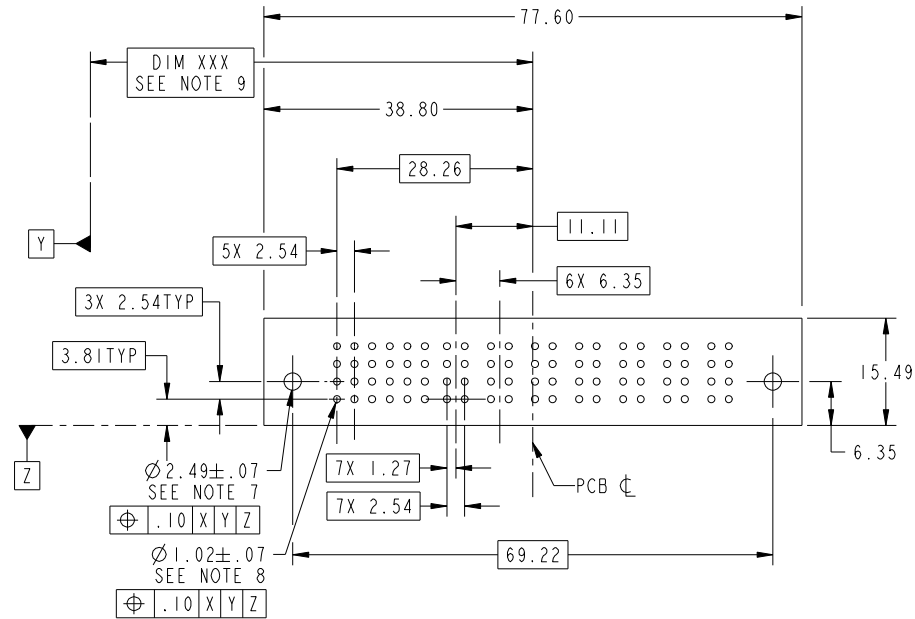 77.60
DIM XXX
SEE NOTE 9
38.80
28.26
11.11
Y
5X 2.54
6X 6.35
3X 2.54TYP
3.81TYP
15.49
6.35
Z
Ø2.49±.07
SEE NOTE 7
⌖ .10 X Y Z
7X 1.27
7X 2.54
PCB ℄
Ø1.02±.07
SEE NOTE 8
⌖ .10 X Y Z
69.22